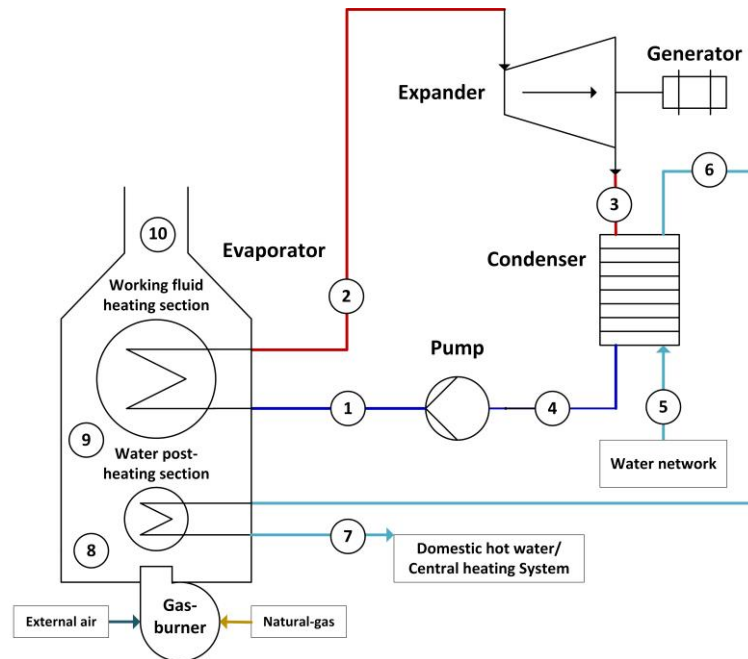 Generator
Expander
6
3
10
Evaporator
Condenser
Working fluid
heating section
2
Pump
1
4
5
9
Water post-
heating section
Water network
8
7
Domestic hot water/
Central heating System
External air
Gas-
burner
Natural-gas